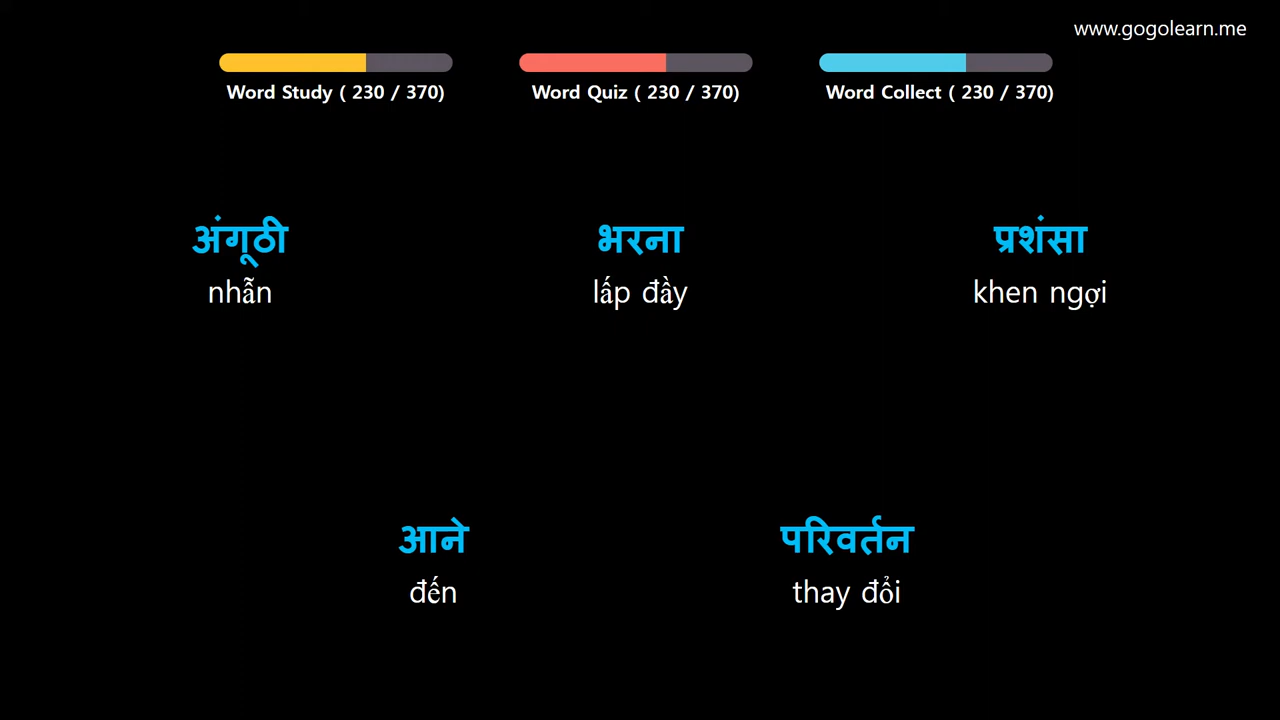 www.gogolearn.me
Word Study ( 230 / 370)
Word Quiz ( 230 / 370)
Word Collect ( 230 / 370)
अंगूठी
nhẫn
भरना
lấp đầy
प्रशंसा
khen ngợi
आने
đến
परिवर्तन
thay đổi